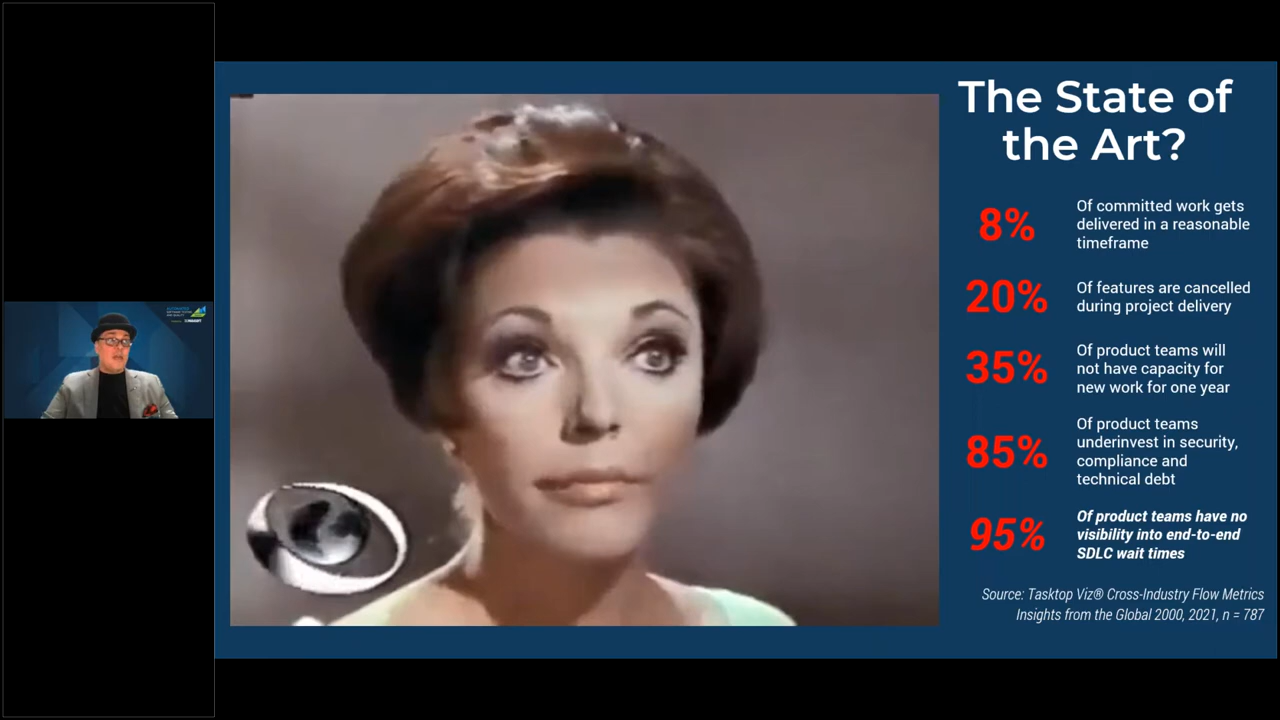 The State of
the Art?
8%
Of committed work gets
delivered in a reasonable
timeframe
20%
Of features are cancelled
during project delivery
35%
Of product teams will
not have capacity for
new work for one year
85%
Of product teams
underinvest in security,
compliance and
technical debt
95%
Of product teams have no
visibility into end-to-end
SDLC wait times
Source: Tasktop Viz® Cross-Industry Flow Metrics
Insights from the Global 2000, 2021, n = 787